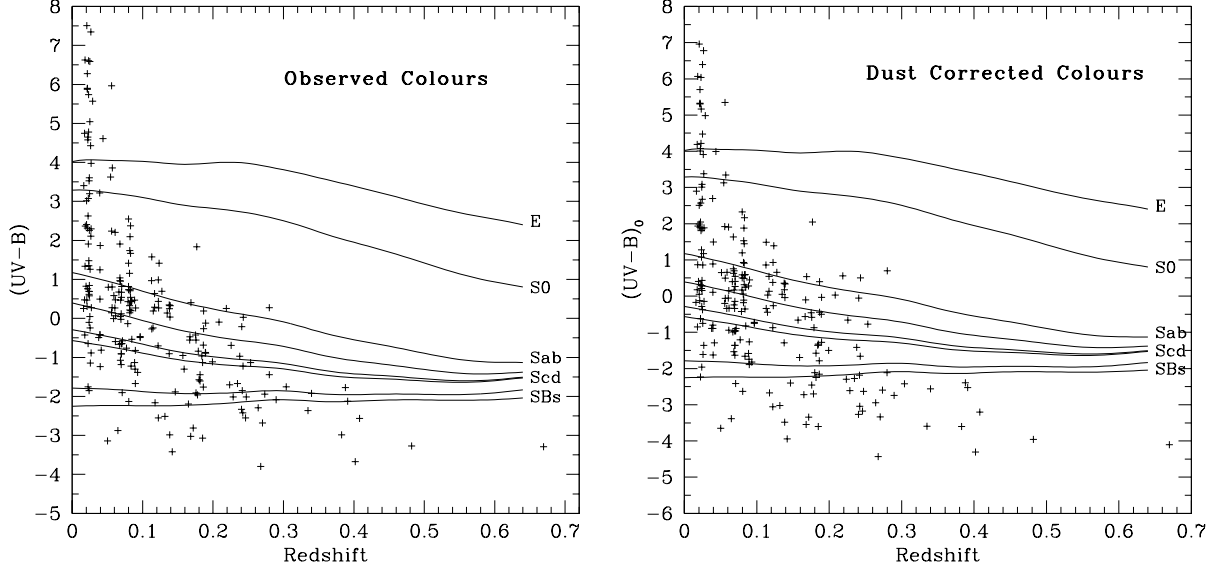 8
7
6
5
4
3
2
1
0
−1
−2
−3
−4
−5
(UV−B)
Observed Colours
E
S0
Sab
Scd
SBs
0 0.1 0.2 0.3 0.4 0.5 0.6 0.7
Redshift
8
7
6
5
4
3
2
1
0
−1
−2
−3
−4
−5
−6
(UV−B)₀
Dust Corrected Colours
E
S0
Sab
Scd
SBs
0 0.1 0.2 0.3 0.4 0.5 0.6 0.7
Redshift